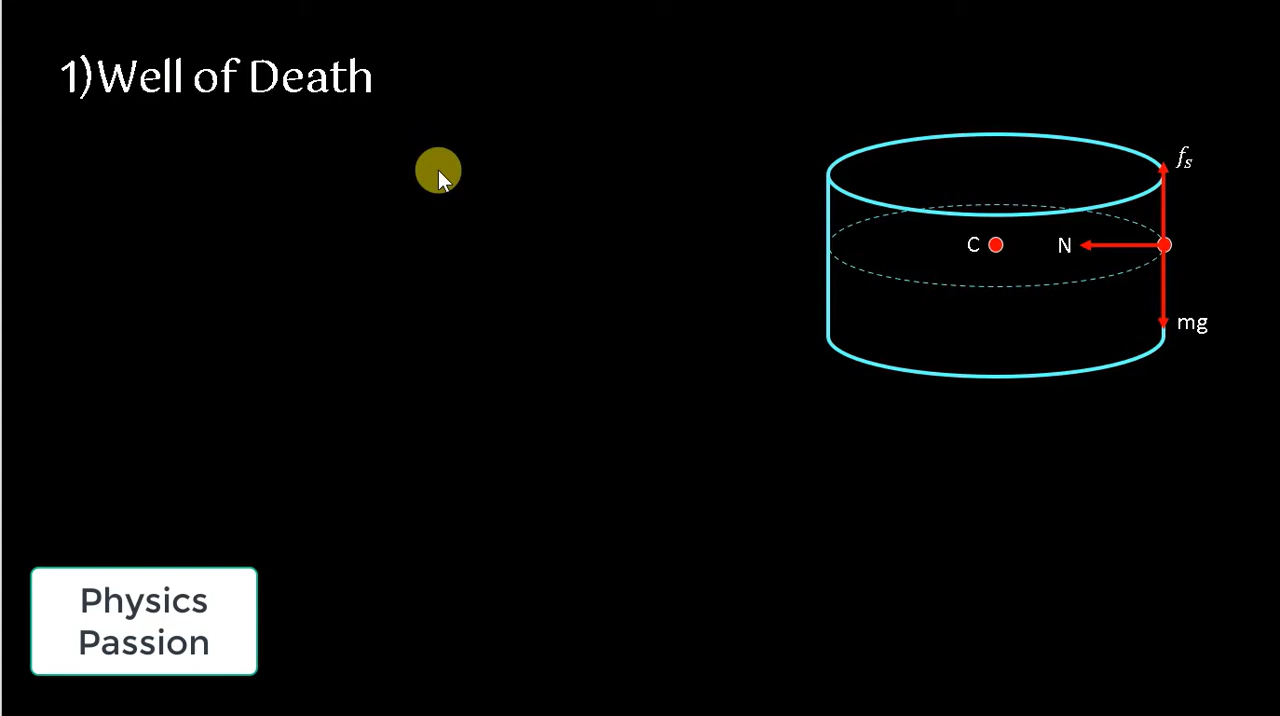 1)Well of Death
fₛ
C
N
mg
Physics
Passion